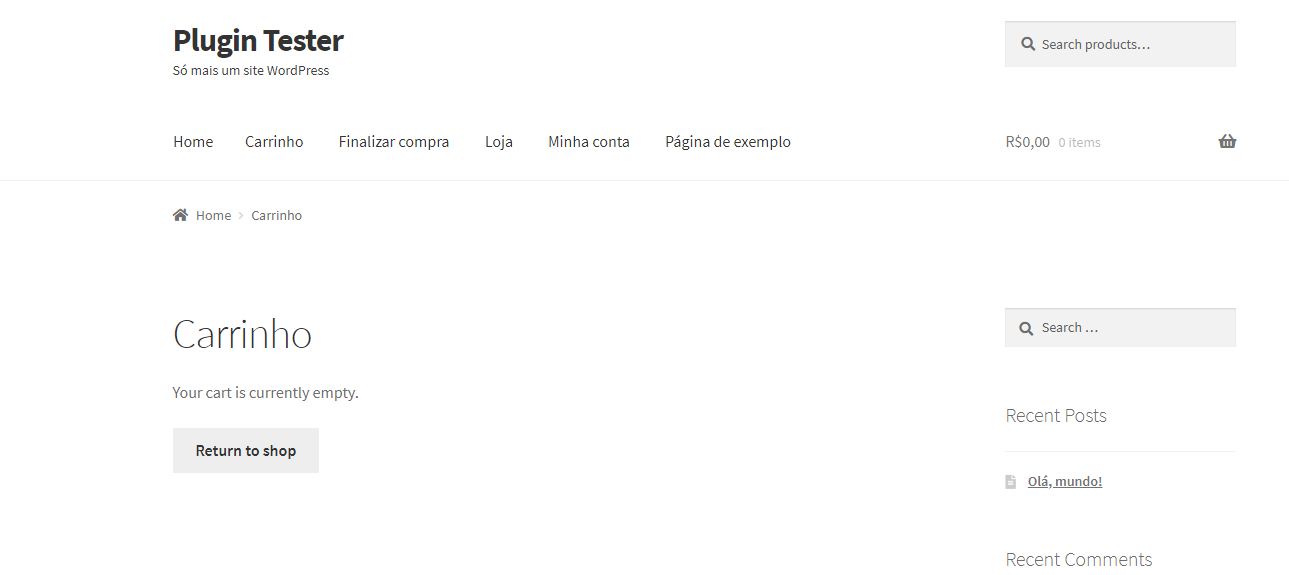 Plugin Tester
Só mais um site WordPress
Search products…
Home Carrinho Finalizar compra Loja Minha conta Página de exemplo
R$0,00 0 items
Home Carrinho
Carrinho
Your cart is currently empty.
Return to shop
Search …
Recent Posts
Olá, mundo!
Recent Comments